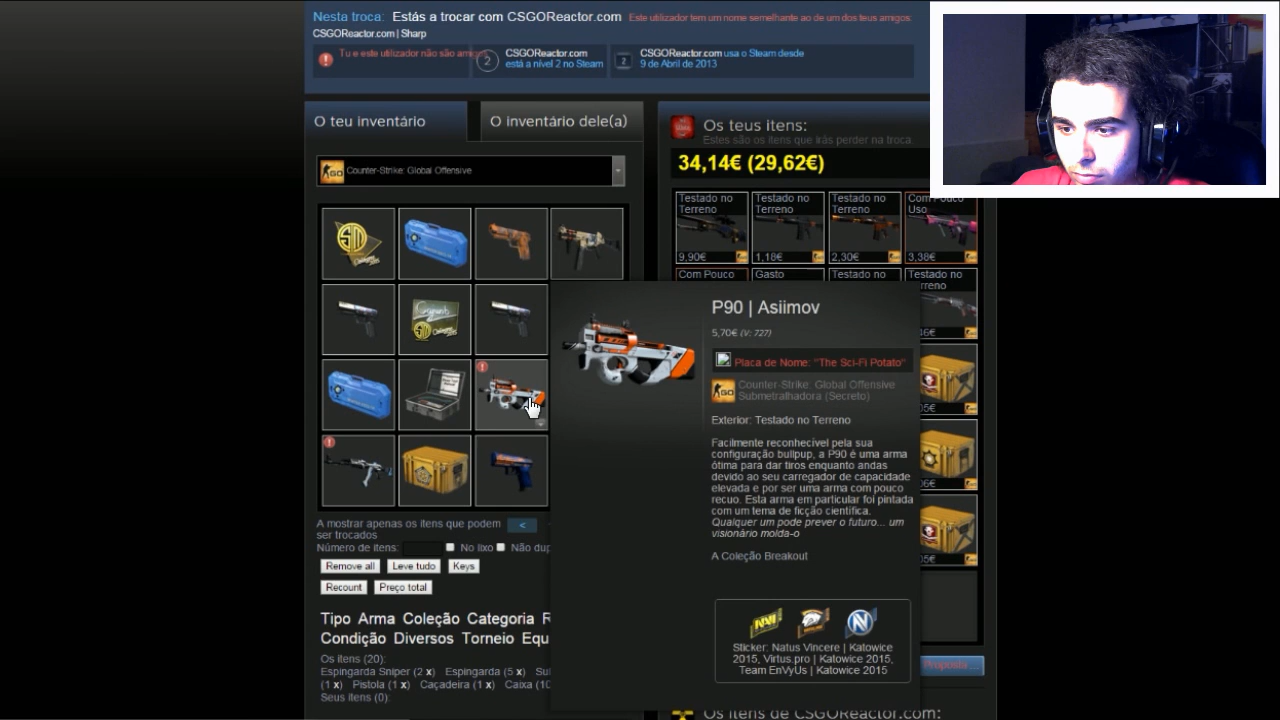 Nesta troca: Estás a trocar com CSGOReactor.com Este utilizador tem um nome semelhante ao de um dos teus amigos:
CSGOReactor.com | Sharp
Tu e este utilizador não são
2
CSGOReactor.com
está a nível 2 no Steam
2
CSGOReactor.com usa o Steam desde
9 de Abril de 2013
O teu inventário
O inventário dele(a)
Os teus itens:
Estes são os itens que irás perder na troca.
Counter-Strike: Global Offensive
34,14€ (29,62€)
Testado no Terreno
Testado no Terreno
Testado no Terreno
Com Pouco Uso
9,90€
1,18€
2,30€
3,38€
Com Pouco
Gasto
Testado no
Testado no
P90 | Asiimov
5,70€ (V: 727)
Placa de Nome: "The Sci-Fi Potato"
Counter-Strike: Global Offensive
Submetralhadora (Secreto)
Exterior: Testado no Terreno
Facilmente reconhecível pela sua
configuração bullpup, a P90 é uma arma
ótima para dar tiros enquanto andas
devido ao seu carregador de capacidade
elevada e por ser uma arma com pouco
recuo. Esta arma em particular foi pintada
com um tema de ficção científica.
Qualquer um pode prever o futuro... um
visionário molda-o
A Coleção Breakout
Sticker: Natus Vincere | Katowice
2015, Virtus.pro | Katowice 2015,
Team EnVyUs | Katowice 2015
A mostrar apenas os itens que podem
ser trocados
<
Número de itens: No lixo Não dup
Remove all Leve tudo Keys
Recount Preço total
Tipo Arma Coleção Categoria R
Condição Diversos Torneio Equ
Os itens (20):
Espingarda Sniper (2 x) Espingarda (5 x) Su
(1 x) Pistola (1 x) Caçadeira (1 x) Caixa (10
Seus itens (0):
Proposta ...
Os itens de CSGOReactor.com: